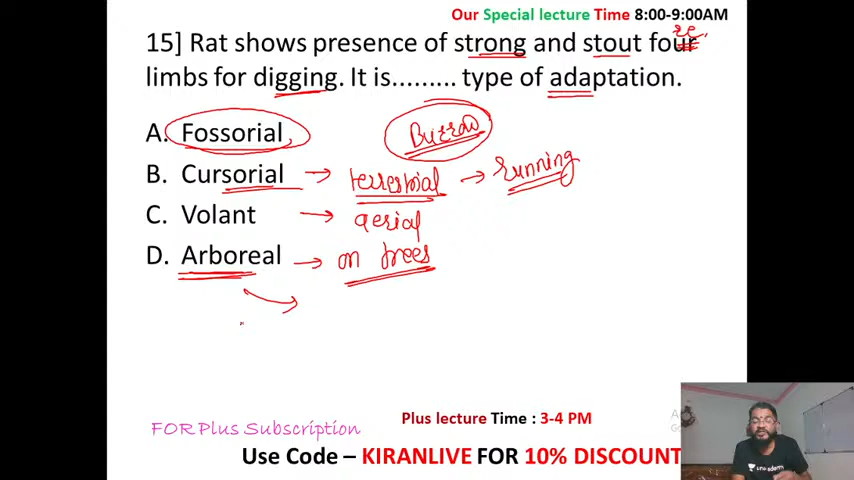 Our Special lecture Time 8:00-9:00AM
15] Rat shows presence of strong and stout four re
limbs for digging. It is......... type of adaptation.
A. Fossorial Burrow
B. Cursorial → terrestrial → running
C. Volant → aerial
D. Arboreal → on trees
Plus lecture Time : 3-4 PM
FOR Plus Subscription
Use Code – KIRANLIVE FOR 10% DISCOUNT
unacademy